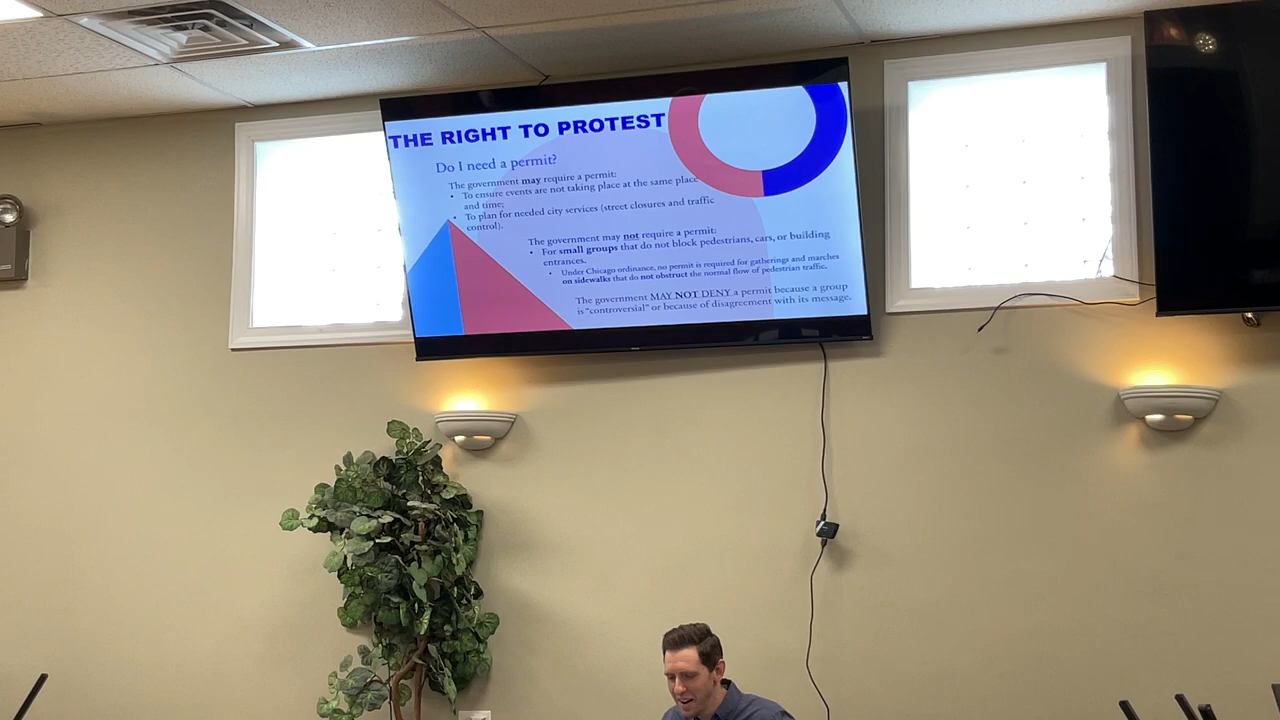 THE RIGHT TO PROTEST
Do I need a permit?
The government may require a permit:
• To ensure events are not taking place at the same place
and time;
• To plan for needed city services (street closures and traffic
control).
The government may not require a permit:
• For small groups that do not block pedestrians, cars, or building
entrances.
• Under Chicago ordinance, no permit is required for gatherings and marches
on sidewalks that do not obstruct the normal flow of pedestrian traffic.
The government MAY NOT DENY a permit because a group
is "controversial" or because of disagreement with its message.